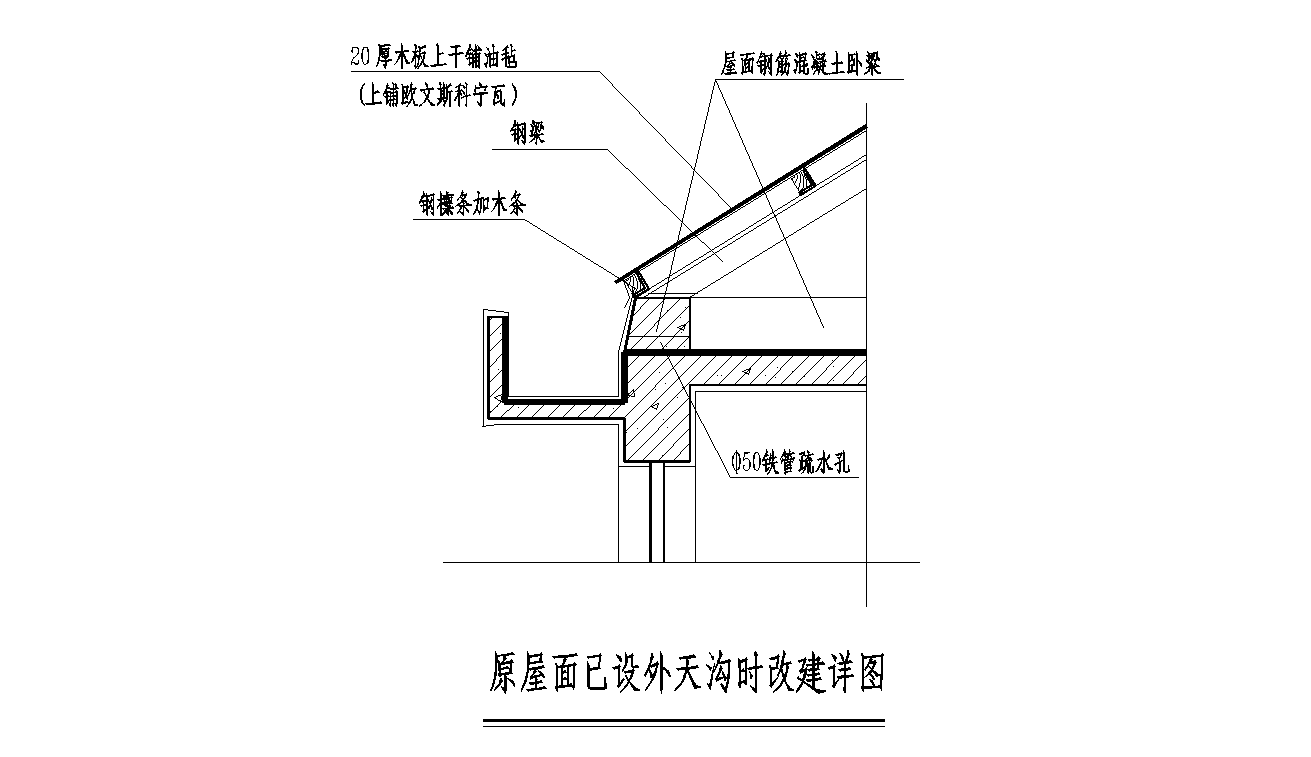 20厚木板上干铺油毡
(上铺欧文斯科宁瓦)
屋面钢筋混凝土卧梁
钢梁
钢檩条加木条
Φ50铁管疏水孔
原屋面已设外天沟时改建详图